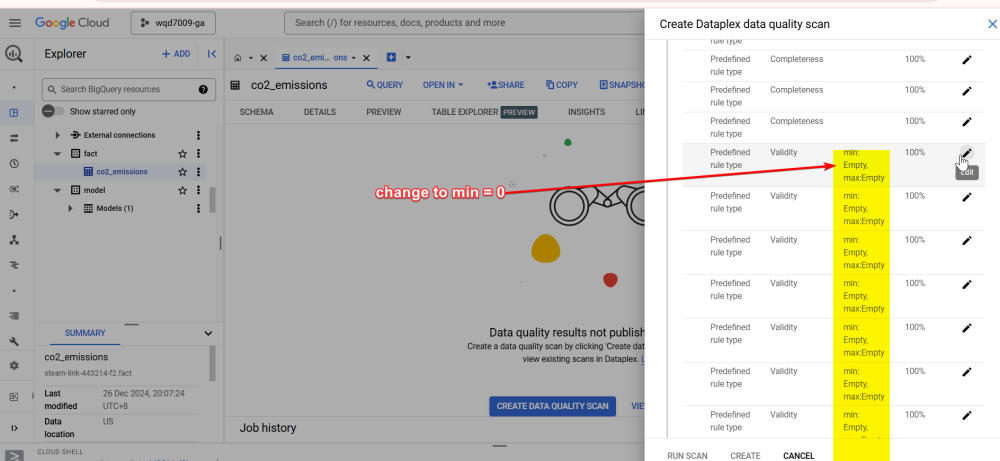 Google Cloud
wqd7009-ga
Search (/) for resources, docs, products and more
Create Dataplex data quality scan
Explorer
+ ADD
co2_emi... ons
Search BigQuery resources
Show starred only
External connections
fact
co2_emissions
model
Models (1)
co2_emissions
QUERY
OPEN IN
SHARE
COPY
SNAPSHO
SCHEMA
DETAILS
PREVIEW
TABLE EXPLORER PREVIEW
INSIGHTS
LI
change to min = 0
Data quality results not publish
Create a data quality scan by clicking 'Create dat
view existing scans in Dataplex.
CREATE DATA QUALITY SCAN
VIE
Job history
SUMMARY
co2_emissions
steam-link-443214-f2.fact
Last modified
26 Dec 2024, 20:07:24 UTC+8
Data location
US
CLOUD SHELL
rule type
Predefined rule type
Completeness
100%
Predefined rule type
Completeness
100%
Predefined rule type
Completeness
100%
Predefined rule type
Validity
min: Empty, max:Empty
100%
Edit
Predefined rule type
Validity
min: Empty, max:Empty
100%
Predefined rule type
Validity
min: Empty, max:Empty
100%
Predefined rule type
Validity
min: Empty, max:Empty
100%
Predefined rule type
Validity
min: Empty, max:Empty
100%
Predefined rule type
Validity
min: Empty, max:Empty
100%
Predefined rule type
Validity
min: Empty,
100%
RUN SCAN
CREATE
CANCEL